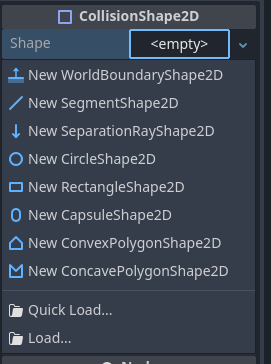 CollisionShape2D
Shape <empty>
New WorldBoundaryShape2D
New SegmentShape2D
New SeparationRayShape2D
New CircleShape2D
New RectangleShape2D
New CapsuleShape2D
New ConvexPolygonShape2D
New ConcavePolygonShape2D
Quick Load...
Load...